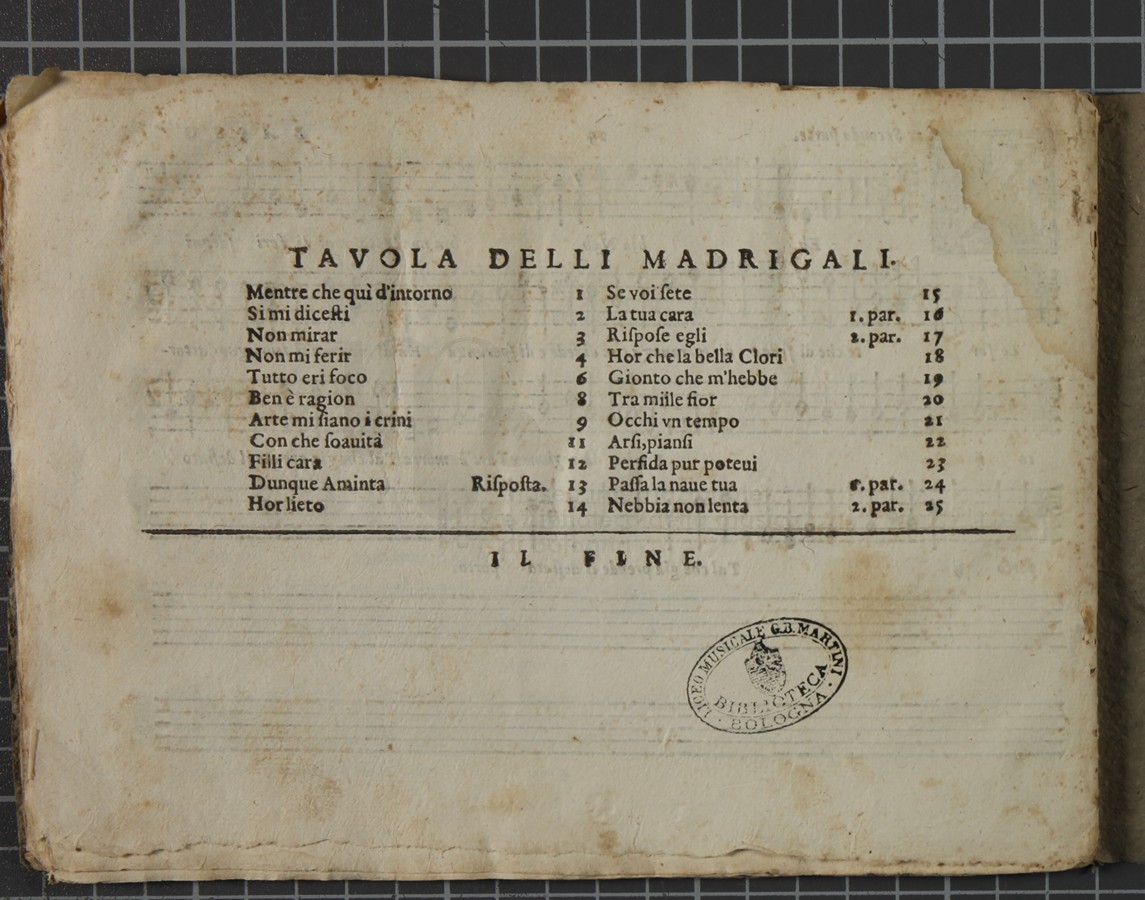 TAVOLA DELLI MADRIGALI.
Mentre che quì d'intorno 1
Si mi dicesti 2
Non mirar 3
Non mi ferir 4
Tutto eri foco 6
Ben è ragion 8
Arte mi siano i crini 9
Con che soauità 11
Filli cara 12
Dunque Aminta Risposta. 13
Hor lieto 14
Se voi sete 15
La tua cara 1. par. 16
Rispose egli 2. par. 17
Hor che la bella Clori 18
Gionto che m'hebbe 19
Tra mille fior 20
Occhi vn tempo 21
Arsi, piansi 22
Perfida pur poteui 23
Passa la naue tua 1. par. 24
Nebbia non lenta 2. par. 25
IL FINE.
LICEO MUSICALE G.B. MARTINI
BIBLIOTECA
· BOLOGNA ·